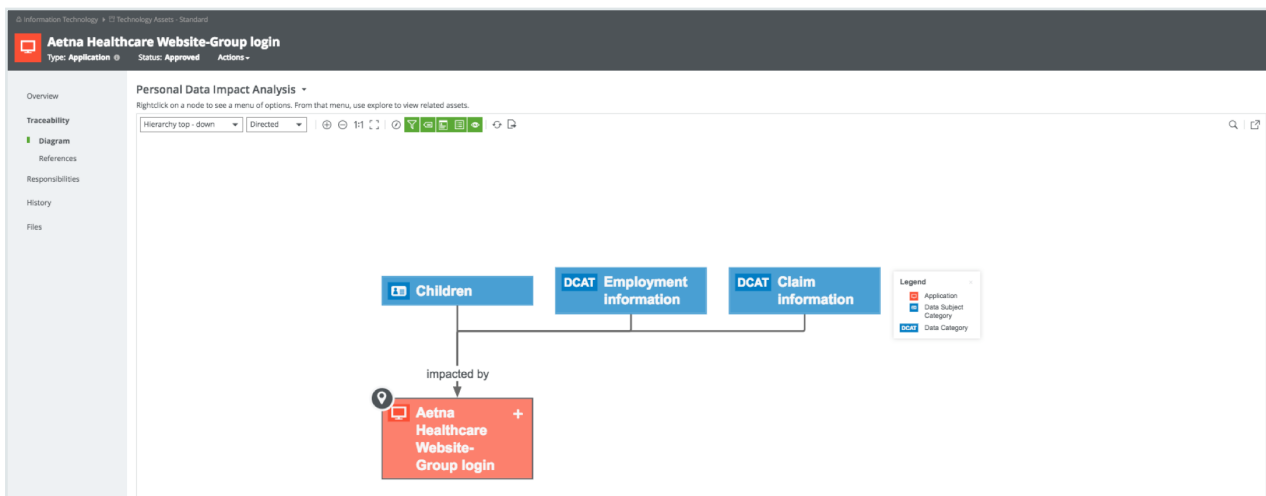 Information Technology ▸ Technology Assets - Standard
Aetna Healthcare Website-Group login
Type: Application Status: Approved Actions
Overview
Traceability
Diagram
References
Responsibilities
History
Files
Personal Data Impact Analysis
Rightclick on a node to see a menu of options. From that menu, use explore to view related assets.
Hierarchy top - down Directed 1:1
Children
DCAT Employment
information
DCAT Claim
information
Legend
Application
Data Subject
Category
DCAT Data Category
impacted by
Aetna
Healthcare
Website-
Group login